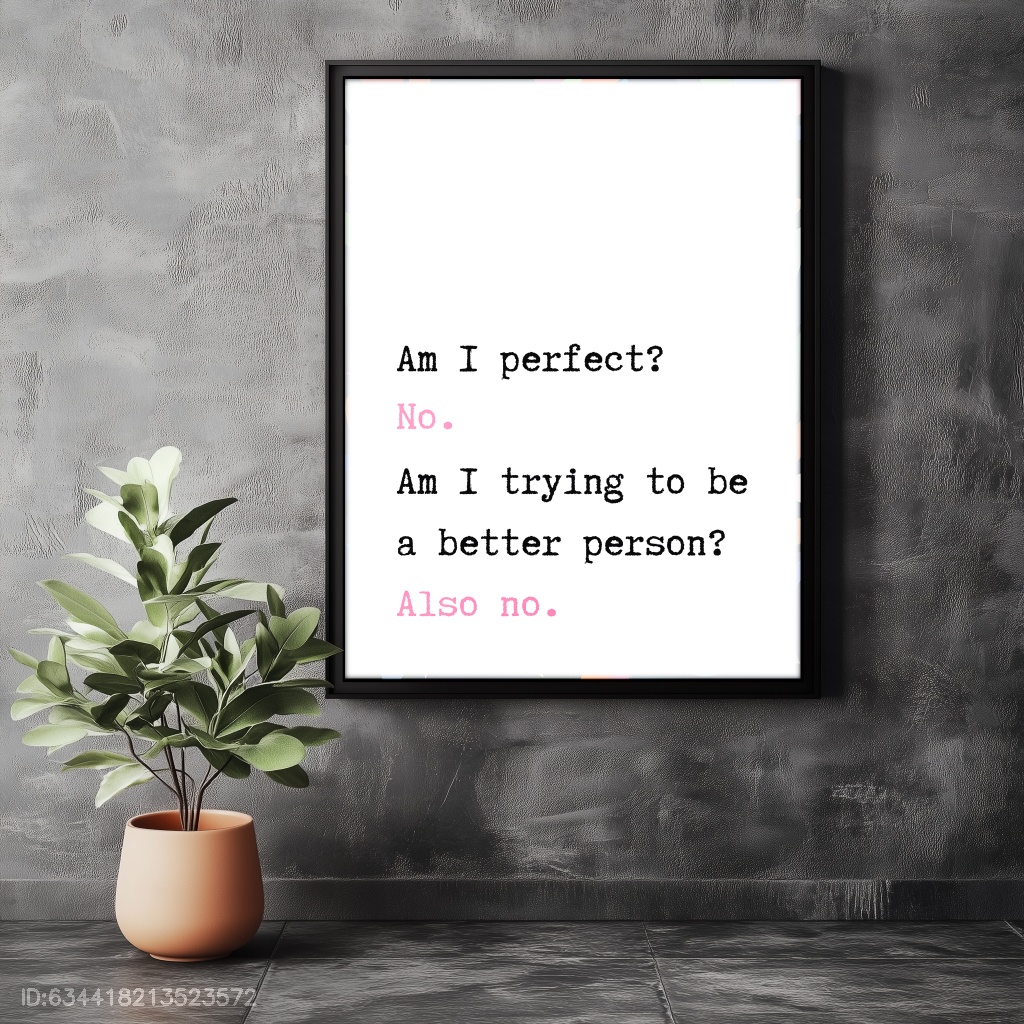 Am I perfect?
No.
Am I trying to be
a better person?
Also no.
ID:634418213523572